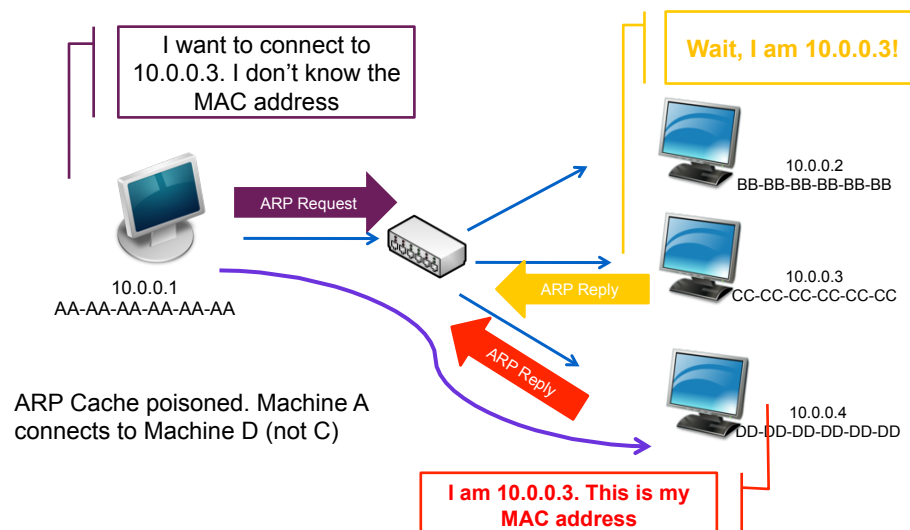 I want to connect to
10.0.0.3. I don’t know the
MAC address
Wait, I am 10.0.0.3!
10.0.0.2
BB-BB-BB-BB-BB-BB
ARP Request
10.0.0.1
AA-AA-AA-AA-AA-AA
ARP Reply
10.0.0.3
CC-CC-CC-CC-CC-CC
ARP Reply
10.0.0.4
DD-DD-DD-DD-DD-DD
ARP Cache poisoned. Machine A
connects to Machine D (not C)
I am 10.0.0.3. This is my
MAC address